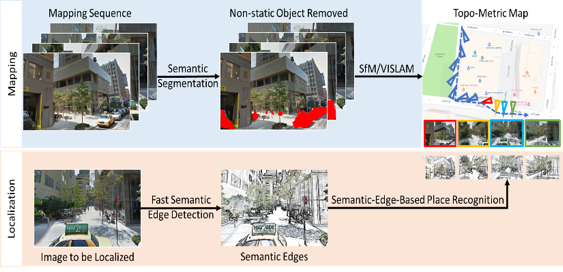 Mapping Sequence
Non-static Object Removed
Topo-Metric Map
Mapping
Semantic
Segmentation
SfM/VISLAM
Localization
Fast Semantic
Edge Detection
Semantic-Edge-Based Place Recognition
Image to be Localized
Semantic Edges